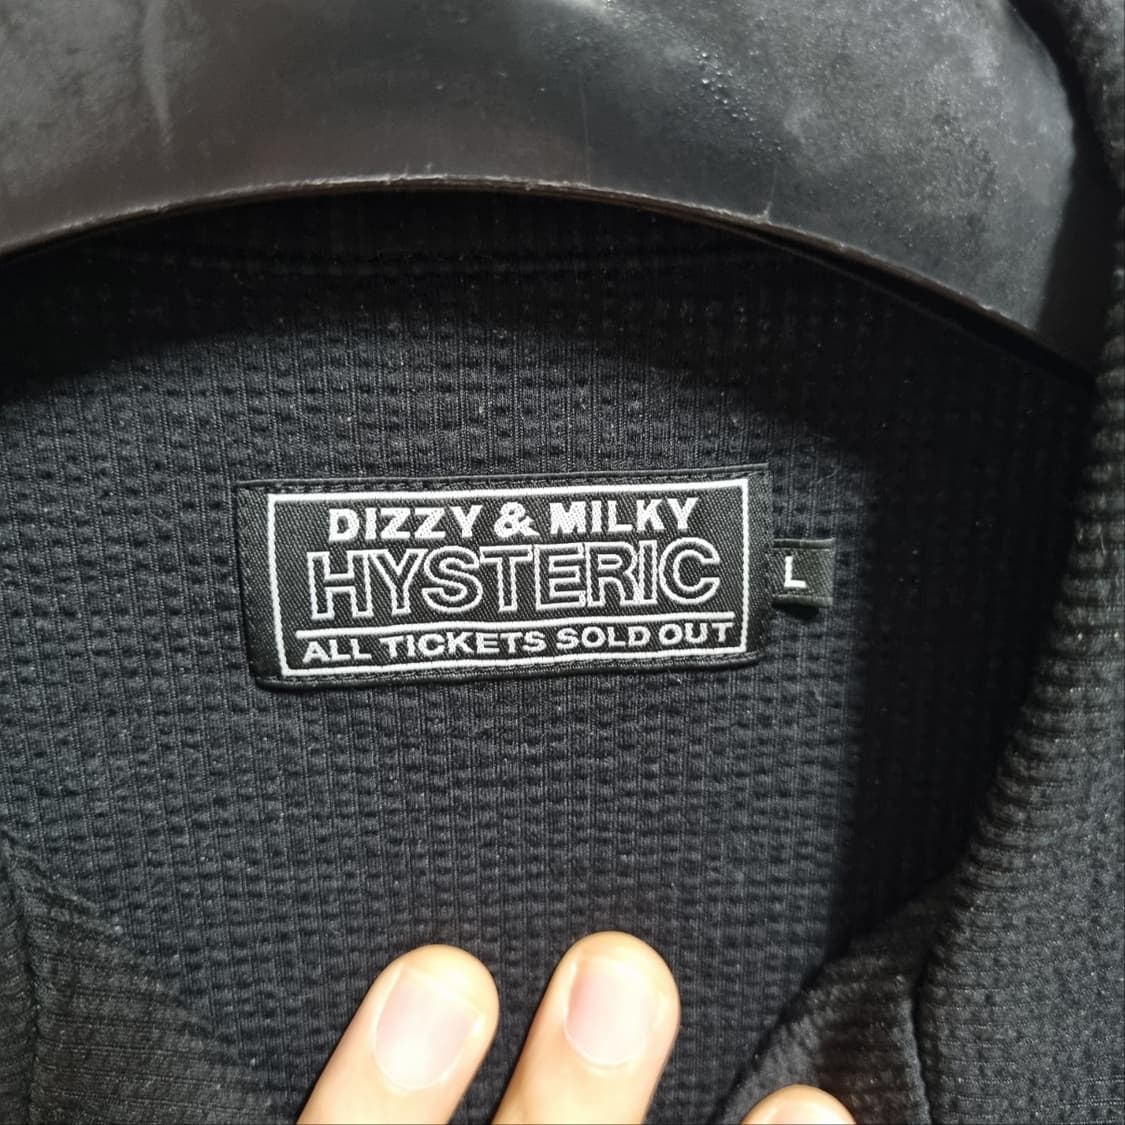 DIZZY & MILKY
HYSTERIC
ALL TICKETS SOLD OUT
L